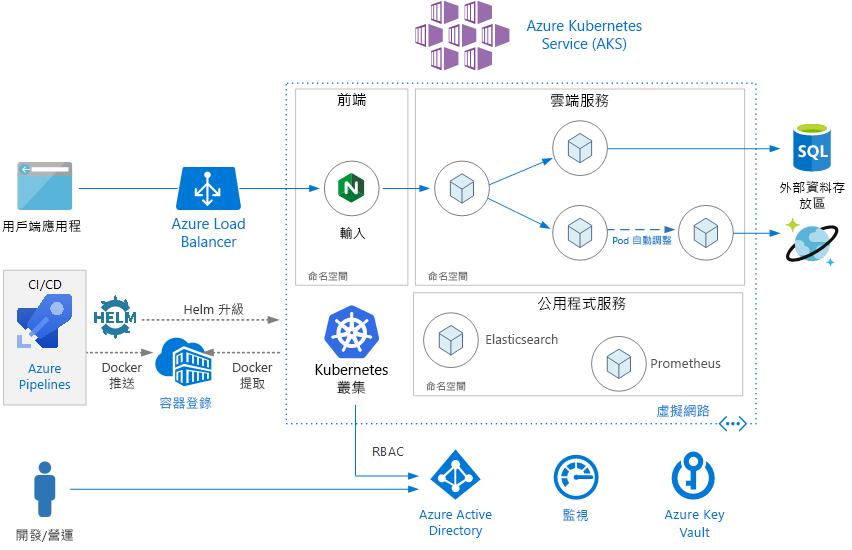 Azure Kubernetes
Service (AKS)
前端
雲端服務
SQL
外部資料存
放區
用戶端應用程
Azure Load
Balancer
N
輸入
Pod 自動調整
命名空間
命名空間
CI/CD
Azure
Pipelines
HELM
Helm 升級
Docker
推送
Docker
提取
容器登錄
Kubernetes
叢集
公用程式服務
Elasticsearch
Prometheus
命名空間
虛擬網路
RBAC
開發/營運
Azure Active
Directory
監視
Azure Key
Vault